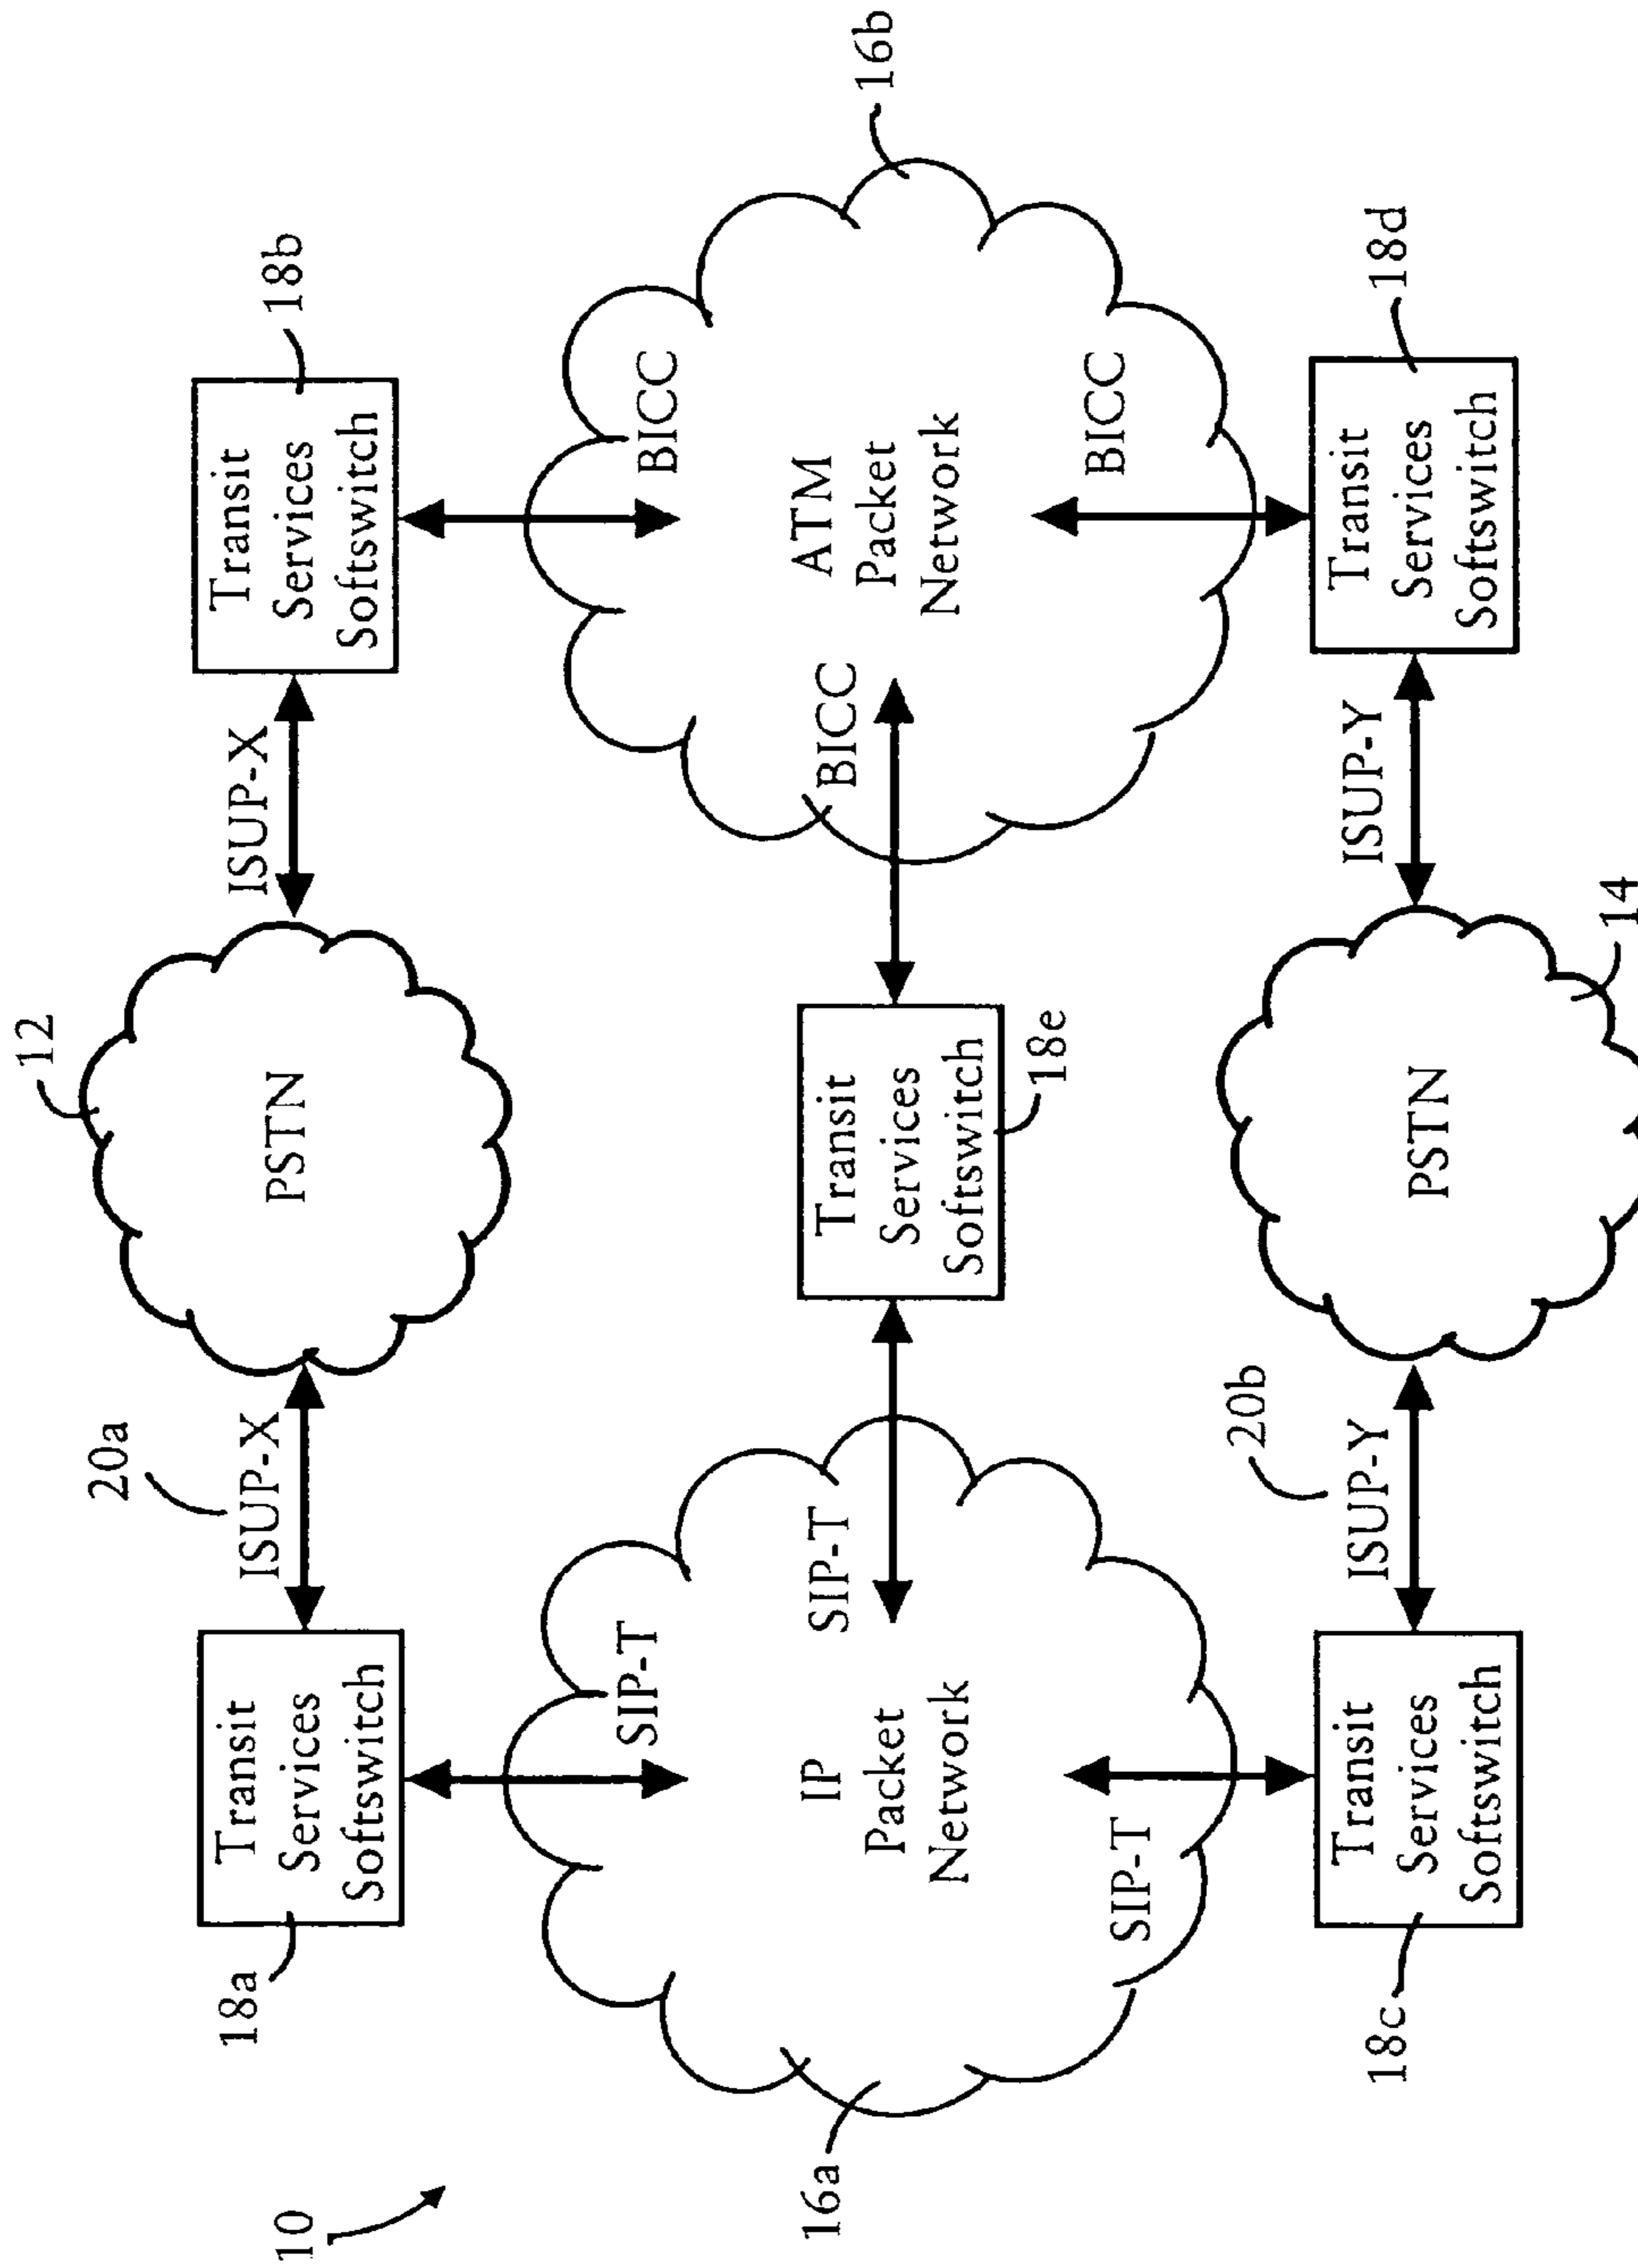 10
20a
12
18a
Transit
Services
Softswitch
ISUP-X
PSTN
ISUP-X
Transit
Services
Softswitch
18b
SIP-T
BICC
16a
IP
Packet
Network
SIP-T
Transit
Services
Softswitch
18e
BICC
ATM
Packet
Network
16b
SIP-T
BICC
20b
18c
Transit
Services
Softswitch
ISUP-Y
PSTN
14
ISUP-Y
Transit
Services
Softswitch
18d